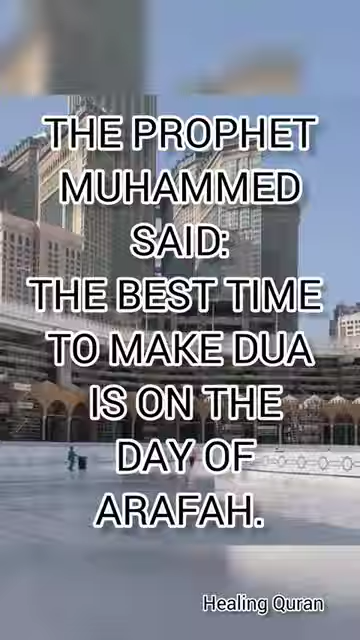 THE PROPHET
MUHAMMED
SAID:
THE BEST TIME
TO MAKE DUA
IS ON THE
DAY OF
ARAFAH.
Healing Quran